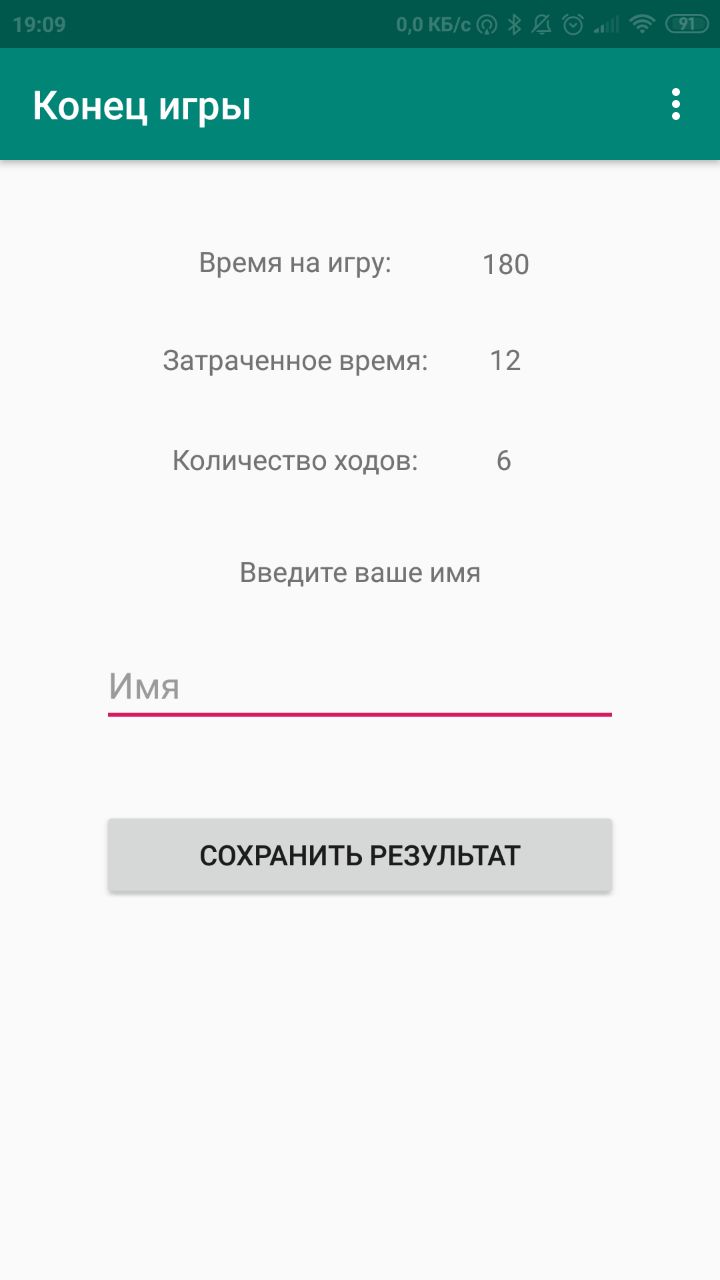 19:09 0,0 КБ/с 91
Конец игры
Время на игру: 180
Затраченное время: 12
Количество ходов: 6
Введите ваше имя
Имя
СОХРАНИТЬ РЕЗУЛЬТАТ